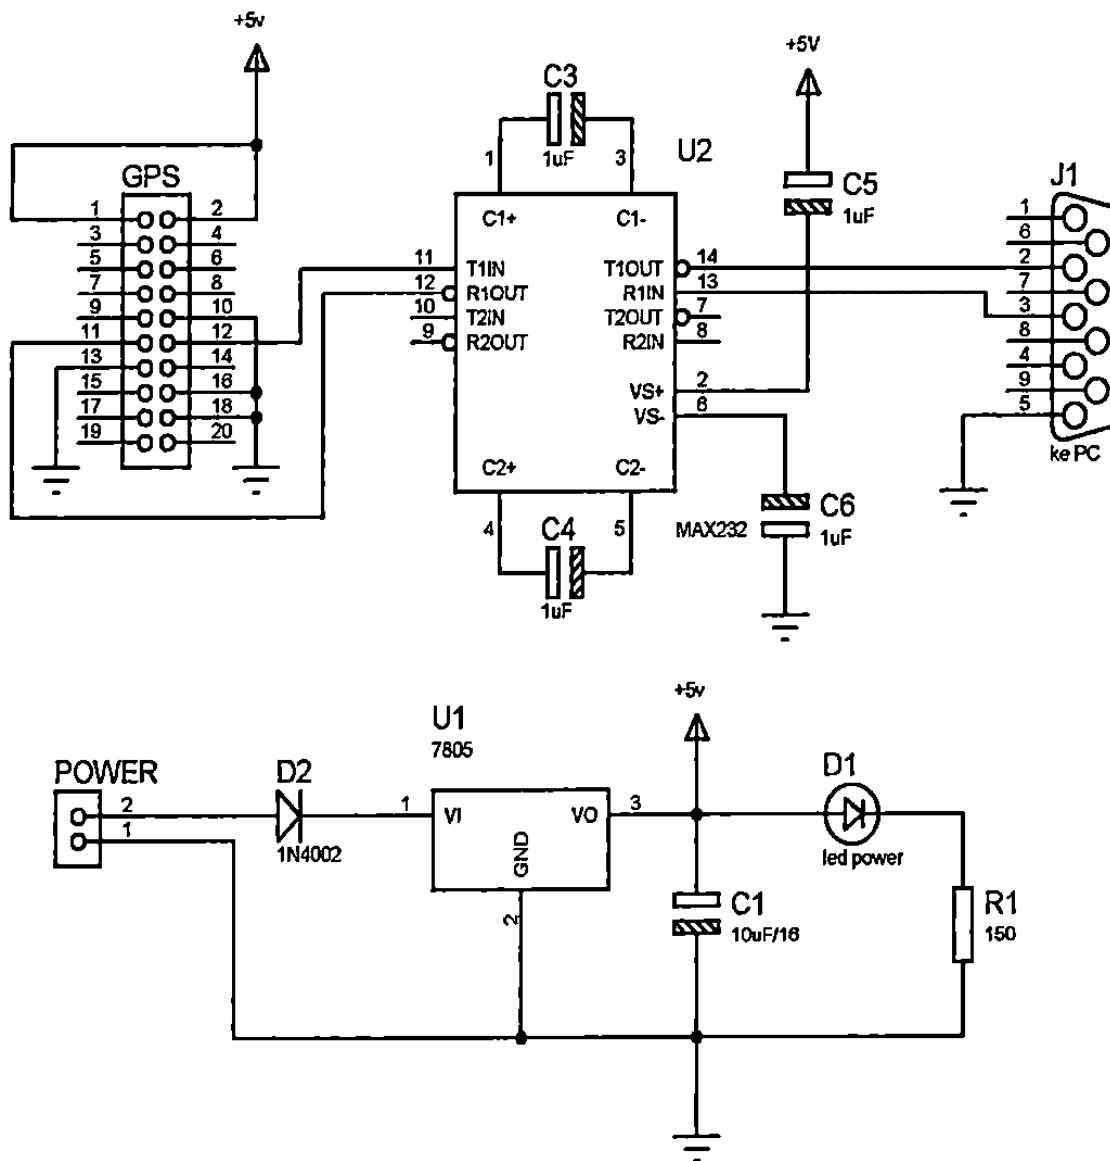 +5v
GPS
1 2
3 4
5 6
7 8
9 10
11 12
13 14
15 16
17 18
19 20
C3
1uF
1 3
U2
C1+ C1-
11 T1IN T1OUT 14
12 R1OUT R1IN 13
10 T2IN T2OUT 7
9 R2OUT R2IN 8
VS+ 2
VS- 6
C2+ C2-
4 5
C4
1uF
MAX232
+5V
C5
1uF
C6
1uF
J1
1
6
2
7
3
8
4
9
5
ke PC
POWER
2
1
D2
1N4002
U1
7805
1 VI VO 3
GND
2
+5v
C1
10uF/16
D1
led power
R1
150